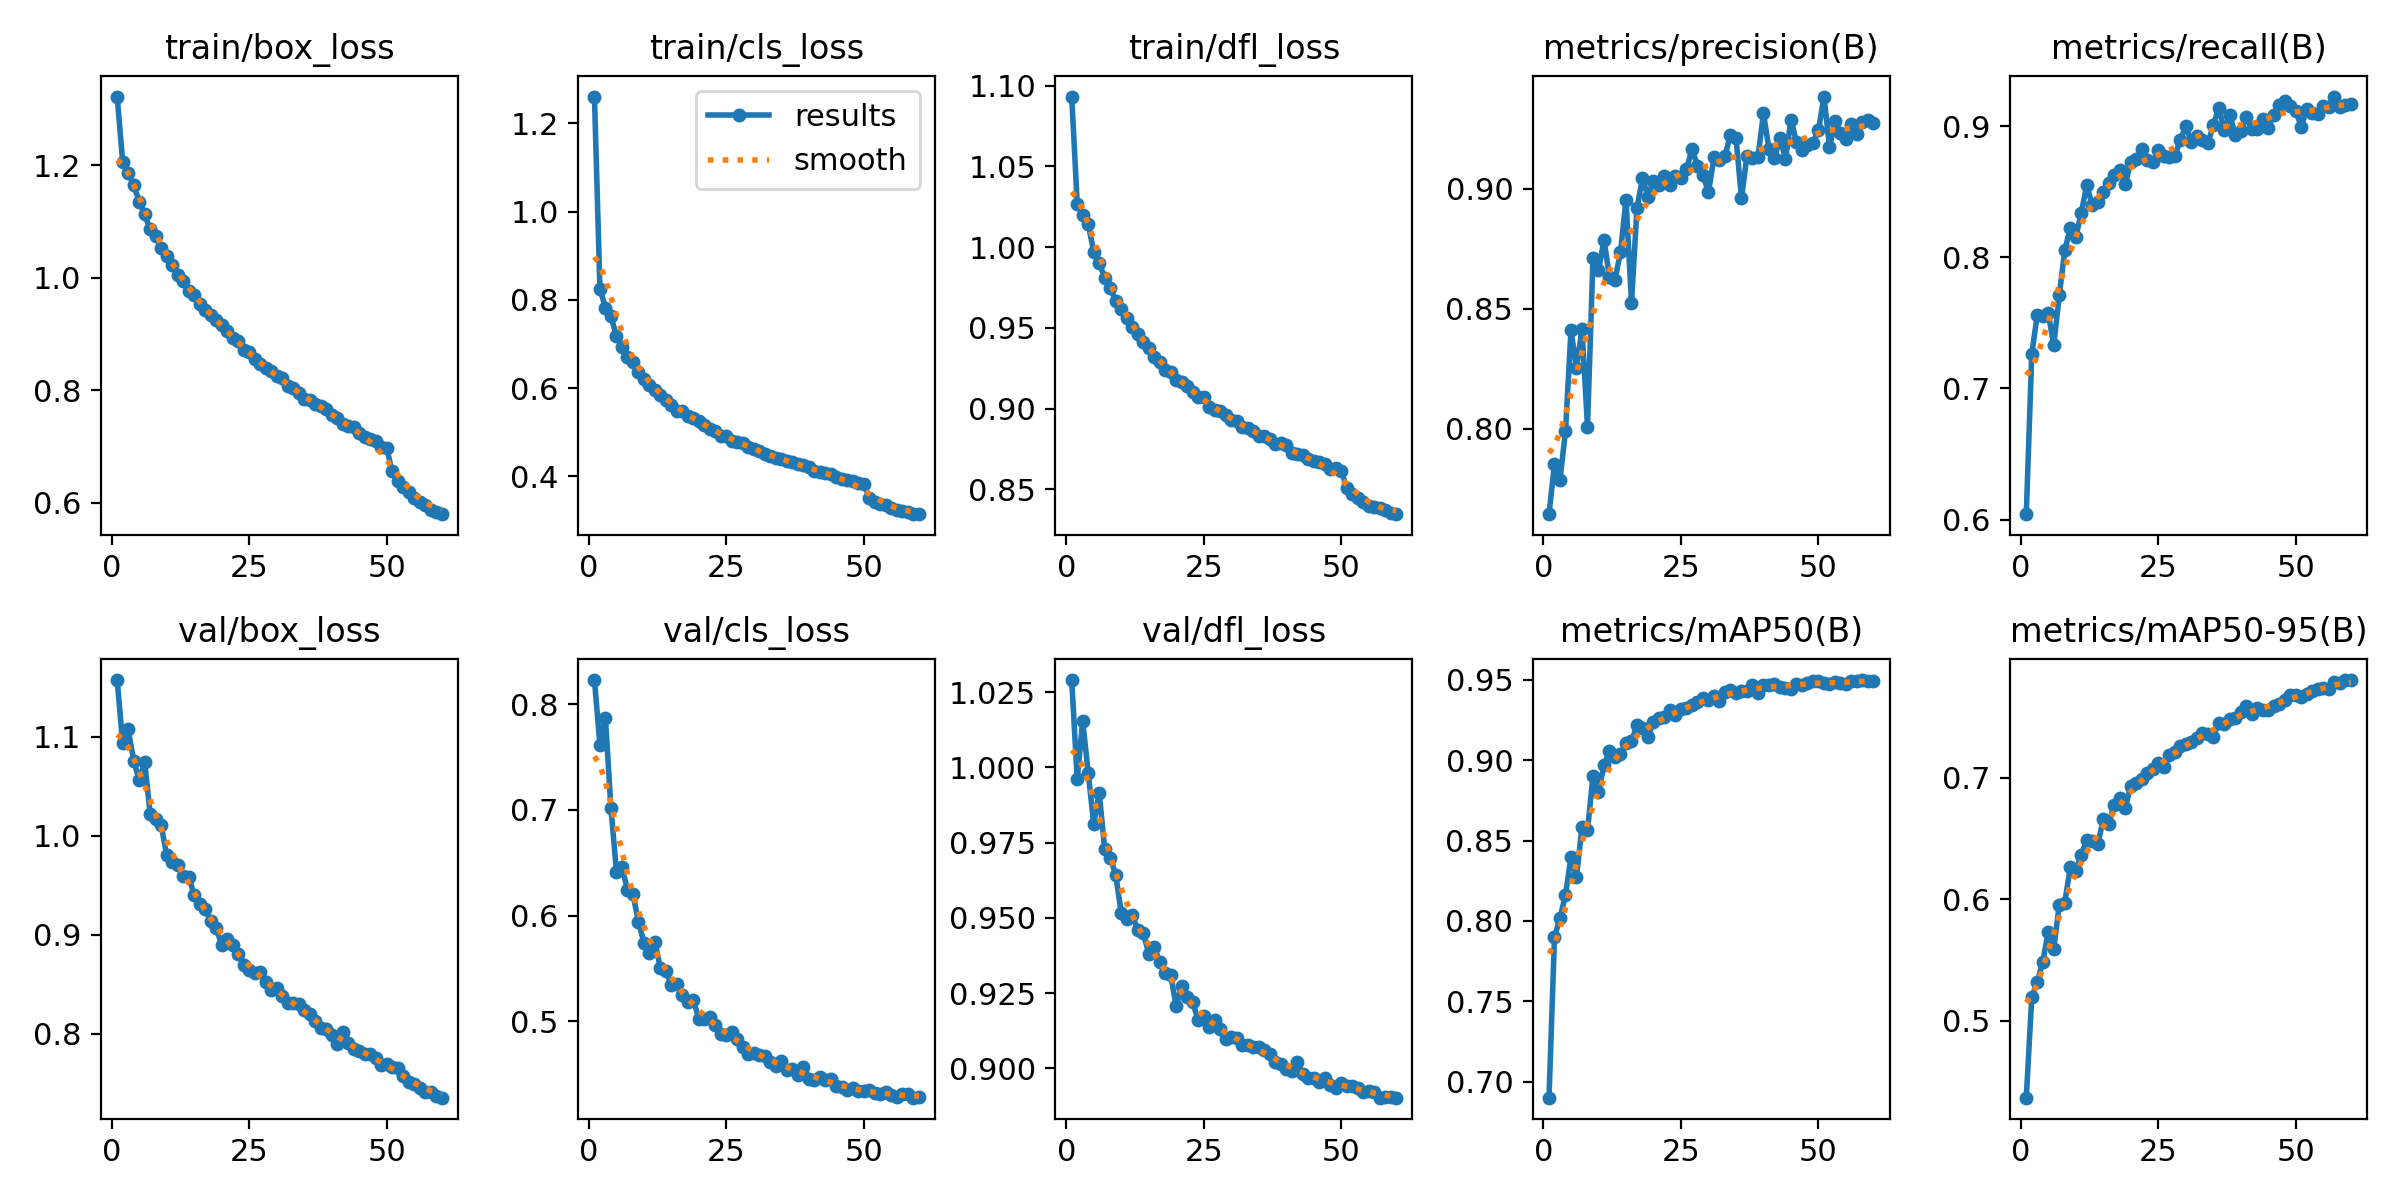 train/box_loss
1.2
1.0
0.8
0.6
0 25 50
train/cls_loss
results
smooth
1.2
1.0
0.8
0.6
0.4
0 25 50
train/dfl_loss
1.10
1.05
1.00
0.95
0.90
0.85
0 25 50
metrics/precision(B)
0.90
0.85
0.80
0 25 50
metrics/recall(B)
0.9
0.8
0.7
0.6
0 25 50
val/box_loss
1.1
1.0
0.9
0.8
0 25 50
val/cls_loss
0.8
0.7
0.6
0.5
0 25 50
val/dfl_loss
1.025
1.000
0.975
0.950
0.925
0.900
0 25 50
metrics/mAP50(B)
0.95
0.90
0.85
0.80
0.75
0.70
0 25 50
metrics/mAP50-95(B)
0.7
0.6
0.5
0 25 50